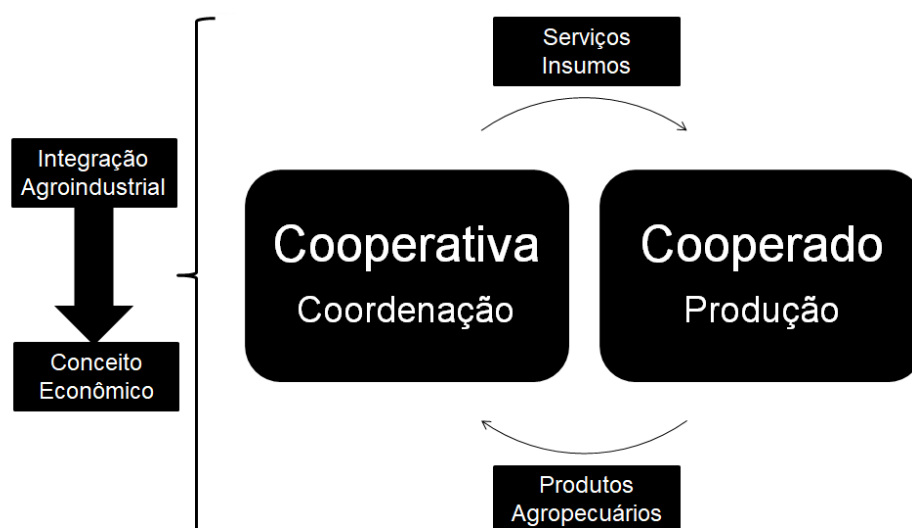 Serviços
Insumos
Integração
Agroindustrial
Cooperativa
Coordenação
Cooperado
Produção
Conceito
Econômico
Produtos
Agropecuários